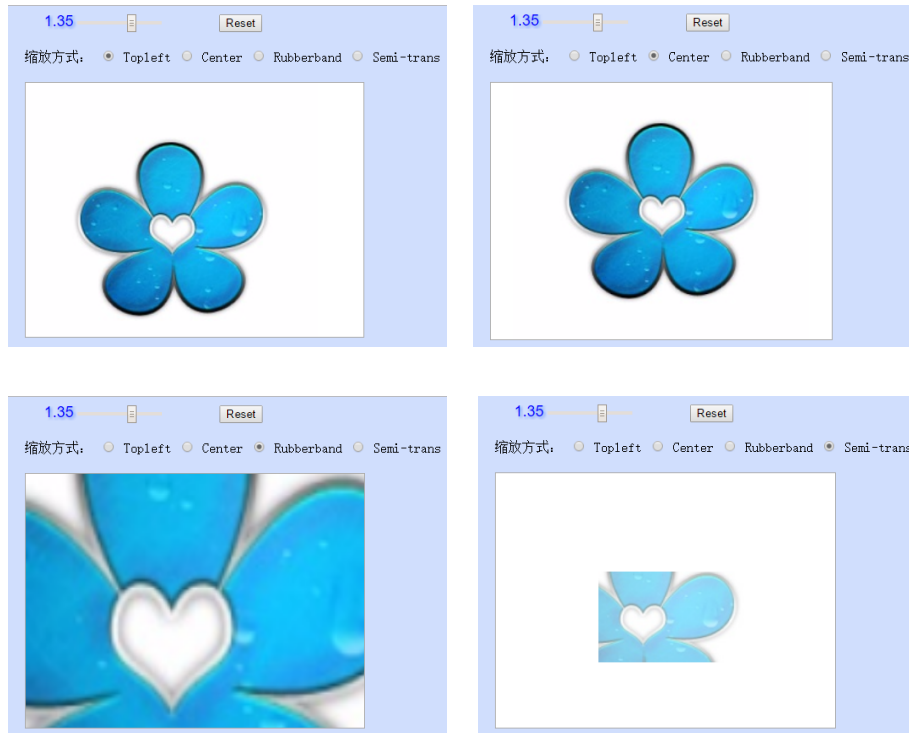 1.35 Reset
缩放方式: Topleft Center Rubberband Semi-trans
1.35 Reset
缩放方式: Topleft Center Rubberband Semi-trans
1.35 Reset
缩放方式: Topleft Center Rubberband Semi-trans
1.35 Reset
缩放方式: Topleft Center Rubberband Semi-trans